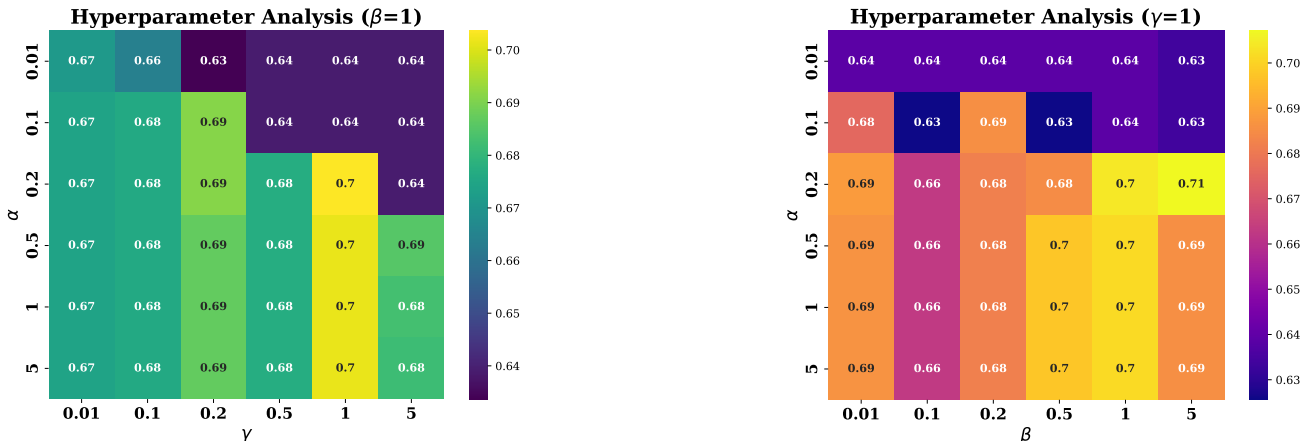 Hyperparameter Analysis (β=1)
0.01 0.67 0.66 0.63 0.64 0.64 0.64
0.1 0.67 0.68 0.69 0.64 0.64 0.64
0.2 0.67 0.68 0.69 0.68 0.7 0.64
0.5 0.67 0.68 0.69 0.68 0.7 0.69
1 0.67 0.68 0.69 0.68 0.7 0.68
5 0.67 0.68 0.69 0.68 0.7 0.68
0.01 0.1 0.2 0.5 1 5
α
γ
0.70
0.69
0.68
0.67
0.66
0.65
0.64
Hyperparameter Analysis (γ=1)
0.01 0.64 0.64 0.64 0.64 0.64 0.63
0.1 0.68 0.63 0.69 0.63 0.64 0.63
0.2 0.69 0.66 0.68 0.68 0.7 0.71
0.5 0.69 0.66 0.68 0.7 0.7 0.69
1 0.69 0.66 0.68 0.7 0.7 0.69
5 0.69 0.66 0.68 0.7 0.7 0.69
0.01 0.1 0.2 0.5 1 5
α
β
0.70
0.69
0.68
0.67
0.66
0.65
0.64
0.63